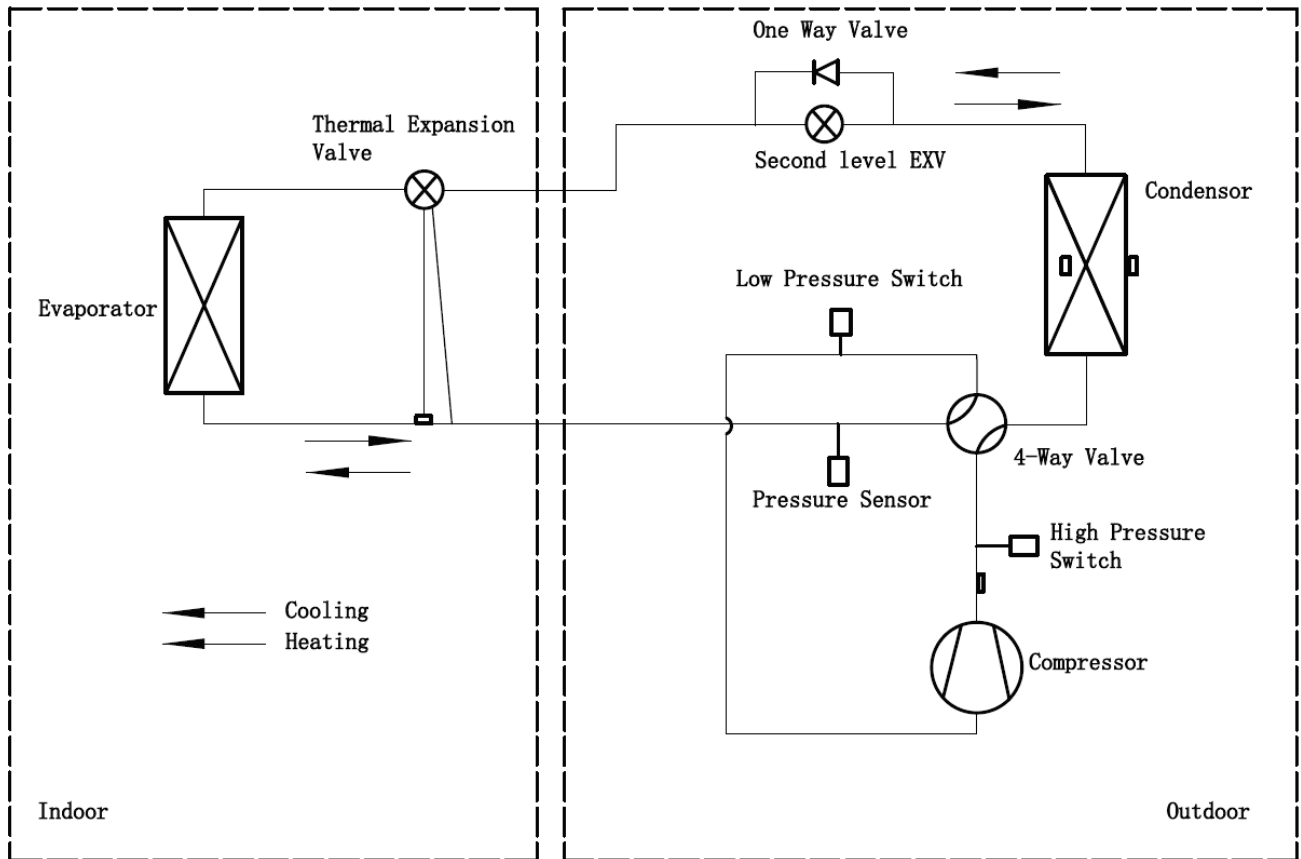 One Way Valve
Thermal Expansion
Valve
Second level EXV
Condensor
Low Pressure Switch
Evaporator
4-Way Valve
Pressure Sensor
High Pressure
Switch
Cooling
Heating
Compressor
Indoor
Outdoor